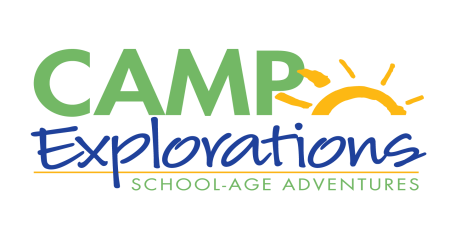 CAMP
Explorations
SCHOOL-AGE ADVENTURES